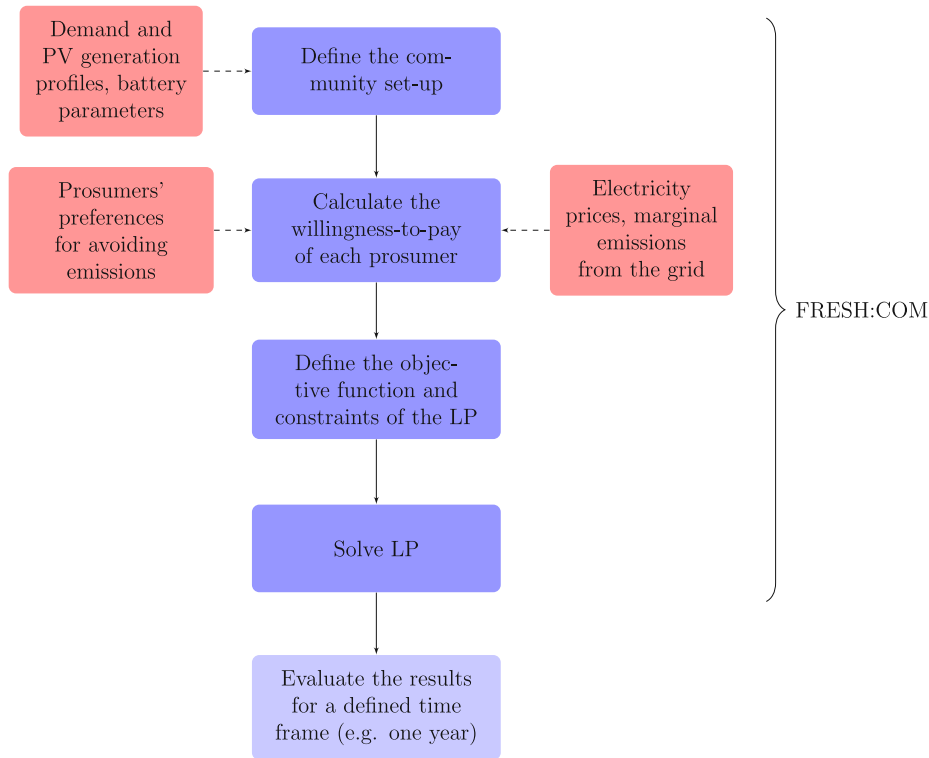 Demand and
PV generation
profiles, battery
parameters
Define the com-
munity set-up
Prosumers'
preferences
for avoiding
emissions
Calculate the
willingness-to-pay
of each prosumer
Electricity
prices, marginal
emissions
from the grid
FRESH:COM
Define the objec-
tive function and
constraints of the LP
Solve LP
Evaluate the results
for a defined time
frame (e.g. one year)